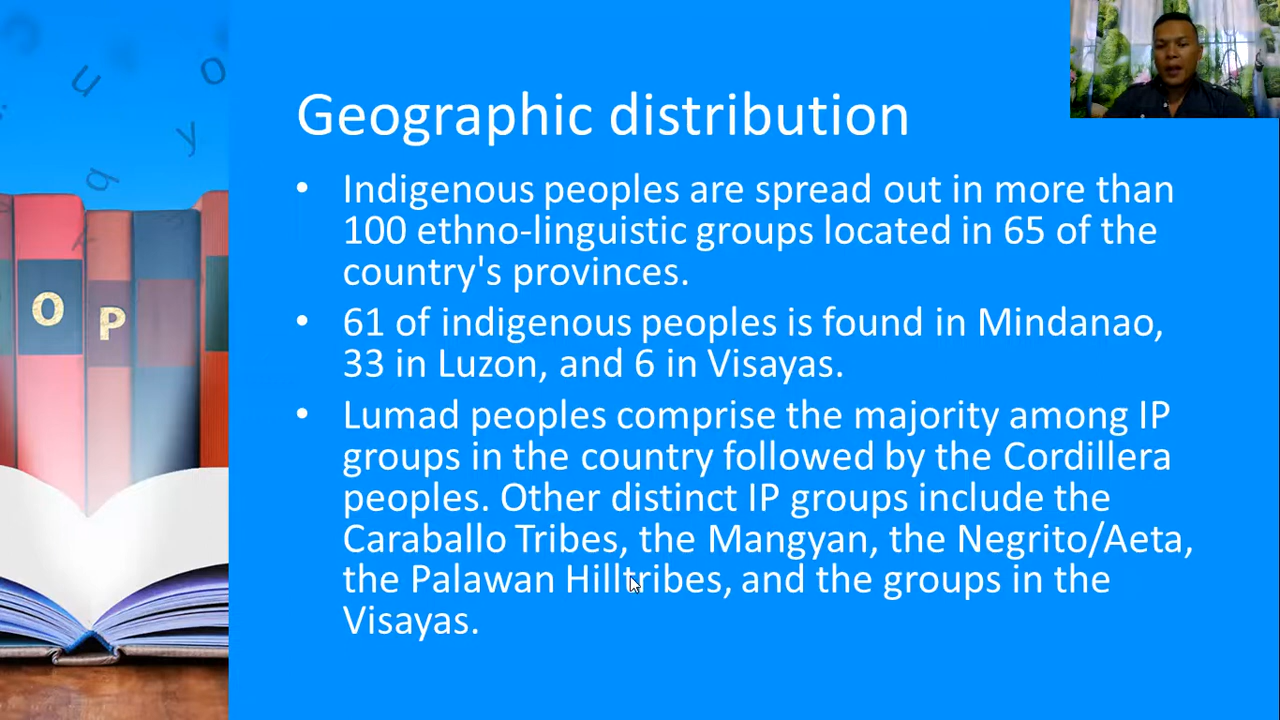 Geographic distribution
• Indigenous peoples are spread out in more than
100 ethno-linguistic groups located in 65 of the
country's provinces.
• 61 of indigenous peoples is found in Mindanao,
33 in Luzon, and 6 in Visayas.
• Lumad peoples comprise the majority among IP
groups in the country followed by the Cordillera
peoples. Other distinct IP groups include the
Caraballo Tribes, the Mangyan, the Negrito/Aeta,
the Palawan Hilltribes, and the groups in the
Visayas.
u
o
y
q
k
O
P